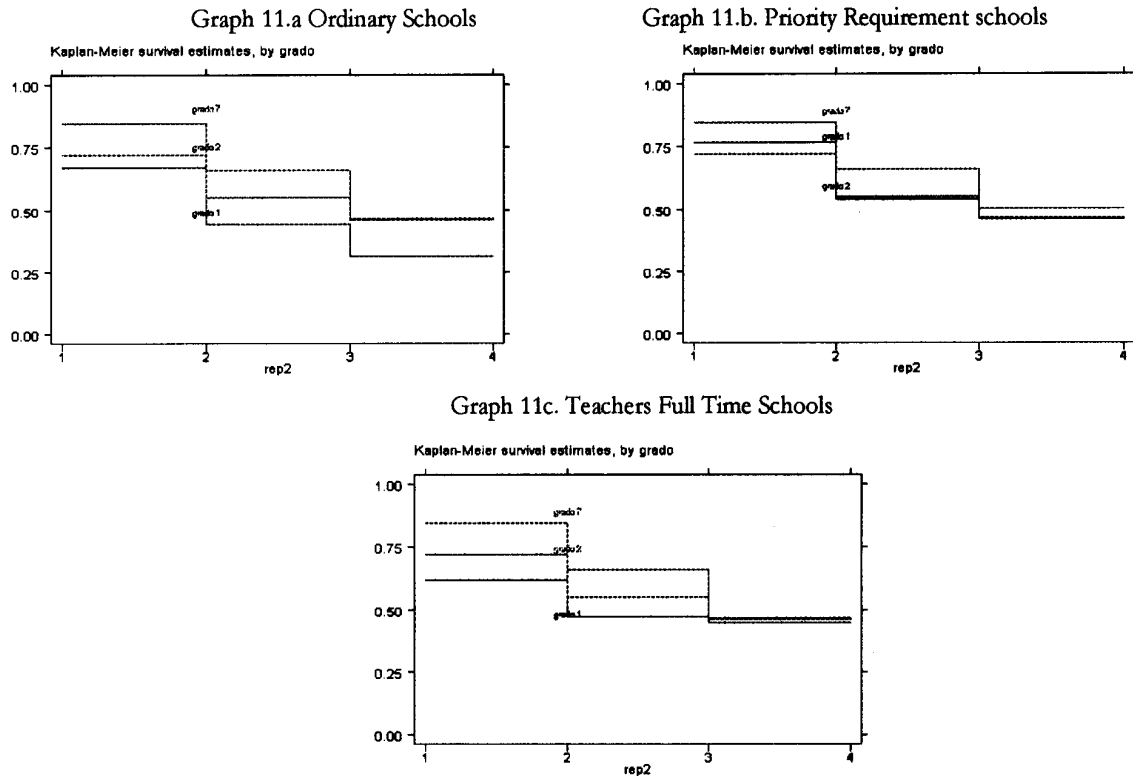 Graph 11.a Ordinary Schools
Kaplan-Meier survival estimates, by grado
1.00
0.75
0.50
0.25
0.00
grado7
grado2
grado1
1 2 3 4
rep2
Graph 11.b. Priority Requirement schools
Kaplan-Meier survival estimates, by grado
1.00
0.75
0.50
0.25
0.00
grado7
grado1
grado2
1 2 3 4
rep2
Graph 11c. Teachers Full Time Schools
Kaplan-Meier survival estimates, by grado
1.00
0.75
0.50
0.25
0.00
grado7
grado2
grado1
1 2 3 4
rep2